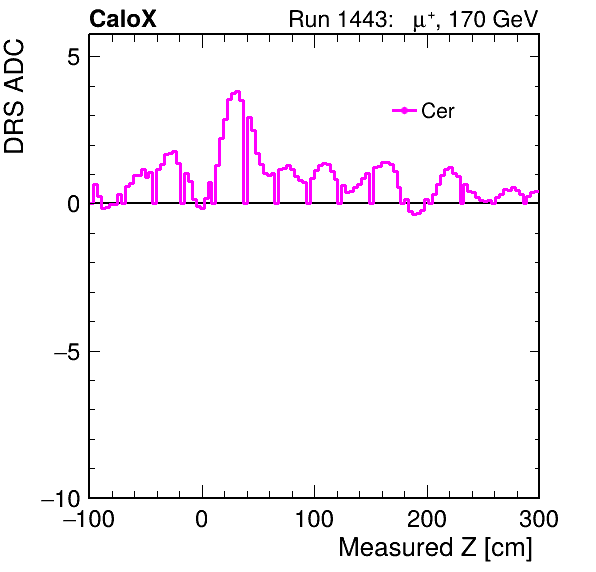 CaloX Run 1443: μ⁺, 170 GeV
DRS ADC
5
Cer
0
−5
−10
−100 0 100 200 300
Measured Z [cm]